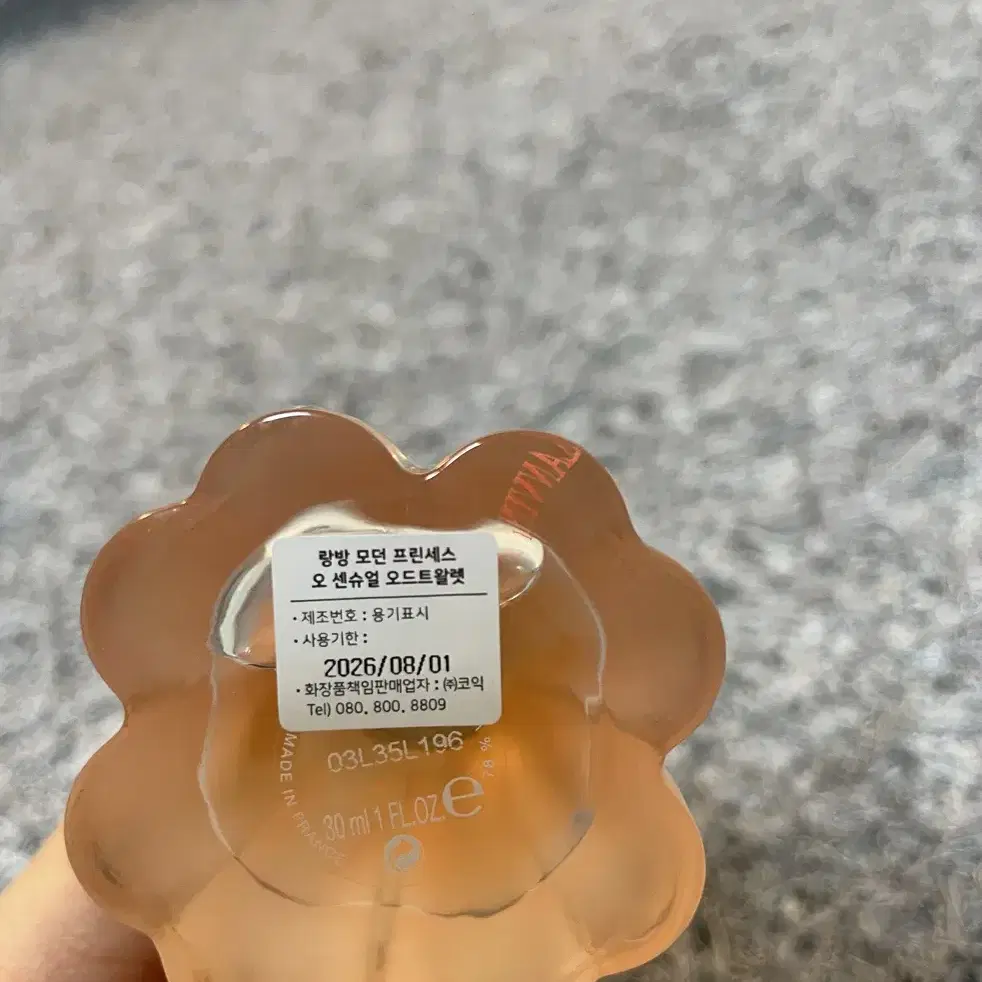 LANVIN
랑방 모던 프린세스
오 센슈얼 오드트왈렛
· 제조번호 : 용기표시
· 사용기한 :
2026/08/01
· 화장품책임판매업자 : ㈜코익
Tel) 080. 800. 8809
03L35L196
78 %
MADE IN FRANCE
30 ml 1 FL.OZ e